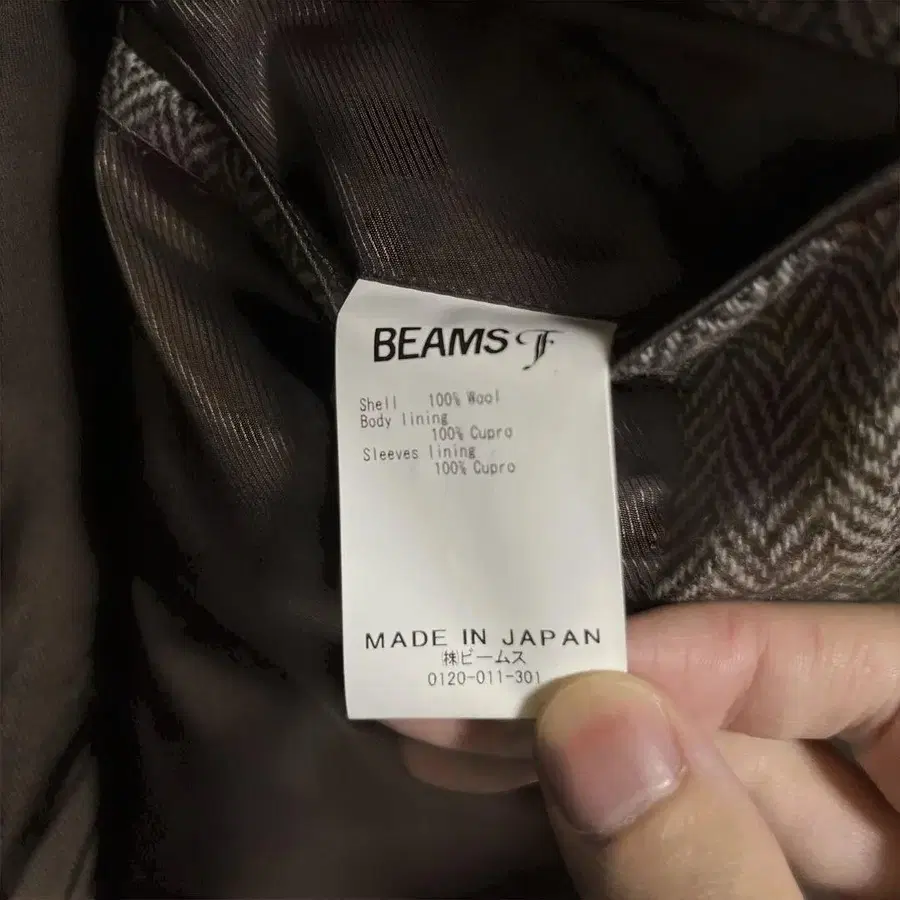 BEAMS F
Shell 100% Wool
Body lining
100% Cupro
Sleeves lining
100% Cupro
MADE IN JAPAN
㈱ビームス
0120-011-301